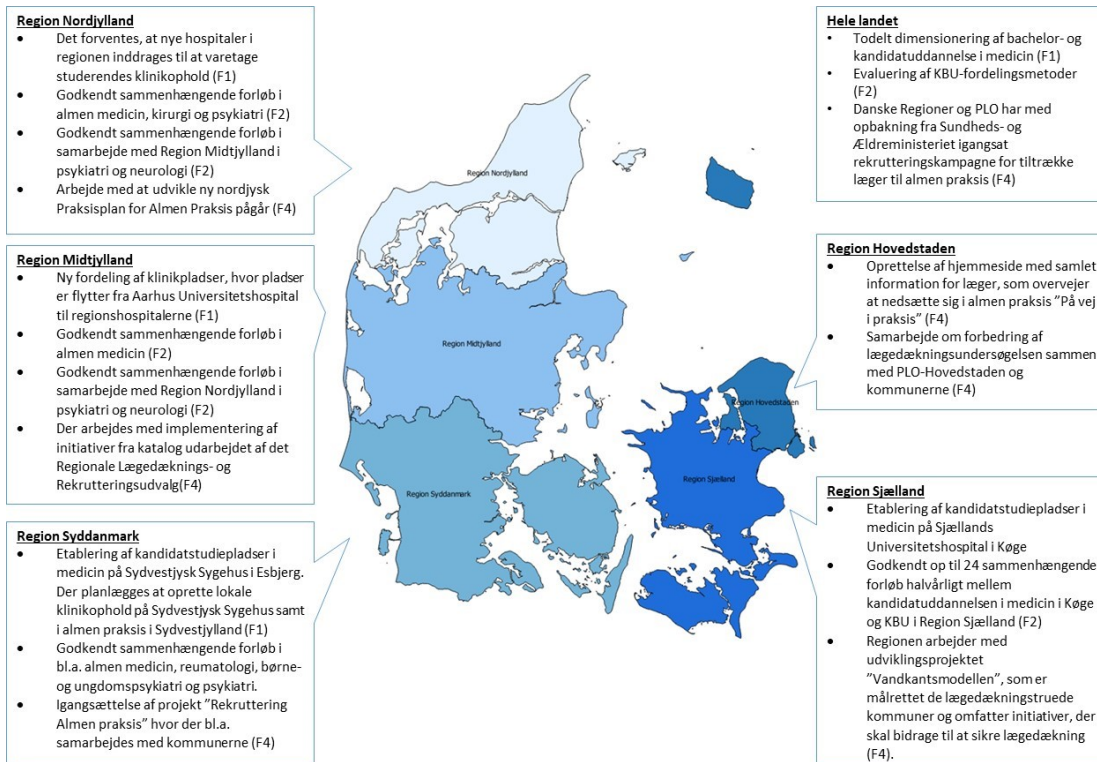 Region Nordjylland
• Det forventes, at nye hospitaler i
regionen inddrages til at varetage
studerendes klinikophold (F1)
• Godkendt sammenhængende forløb i
almen medicin, kirurgi og psykiatri (F2)
• Godkendt sammenhængende forløb i
samarbejde med Region Midtjylland i
psykiatri og neurologi (F2)
• Arbejde med at udvikle ny nordjysk
Praksisplan for Almen Praksis pågår (F4)
Region Midtjylland
• Ny fordeling af klinikpladser, hvor pladser
er flytter fra Aarhus Universitetshospital
til regionshospitalerne (F1)
• Godkendt sammenhængende forløb i
almen medicin (F2)
• Godkendt sammenhængende forløb i
samarbejde med Region Nordjylland i
psykiatri og neurologi (F2)
• Der arbejdes med implementering af
initiativer fra katalog udarbejdet af det
Regionale Lægedæknings- og
Rekrutteringsudvalg(F4)
Region Syddanmark
• Etablering af kandidatstudiepladser i
medicin på Sydvestjysk Sygehus i Esbjerg.
Der planlægges at oprette lokale
klinikophold på Sydvestjysk Sygehus samt
i almen praksis i Sydvestjylland (F1)
• Godkendt sammenhængende forløb i
bl.a. almen medicin, reumatologi, børne-
og ungdomspsykiatri og psykiatri.
• Igangsættelse af projekt ”Rekruttering
Almen praksis” hvor der bl.a.
samarbejdes med kommunerne (F4)
Region Nordjylland
Region Midtjylland
Region Hovedstaden
Region Syddanmark
Region Sjælland
Hele landet
• Todelt dimensionering af bachelor- og
kandidatuddannelse i medicin (F1)
• Evaluering af KBU-fordelingsmetoder
(F2)
• Danske Regioner og PLO har med
opbakning fra Sundheds- og
Ældreministeriet igangsat
rekrutteringskampagne for tiltrække
læger til almen praksis (F4)
Region Hovedstaden
• Oprettelse af hjemmeside med samlet
information for læger, som overvejer
at nedsætte sig i almen praksis ”På vej
i praksis” (F4)
• Samarbejde om forbedring af
lægedækningsundersøgelsen sammen
med PLO-Hovedstaden og
kommunerne (F4)
Region Sjælland
• Etablering af kandidatstudiepladser i
medicin på Sjællands
Universitetshospital i Køge
• Godkendt op til 24 sammenhængende
forløb halvårligt mellem
kandidatuddannelsen i medicin i Køge
og KBU i Region Sjælland (F2)
• Regionen arbejder med
udviklingsprojektet
”Vandkantsmodellen”, som er
målrettet de lægedækningstruede
kommuner og omfatter initiativer, der
skal bidrage til at sikre lægedækning
(F4).